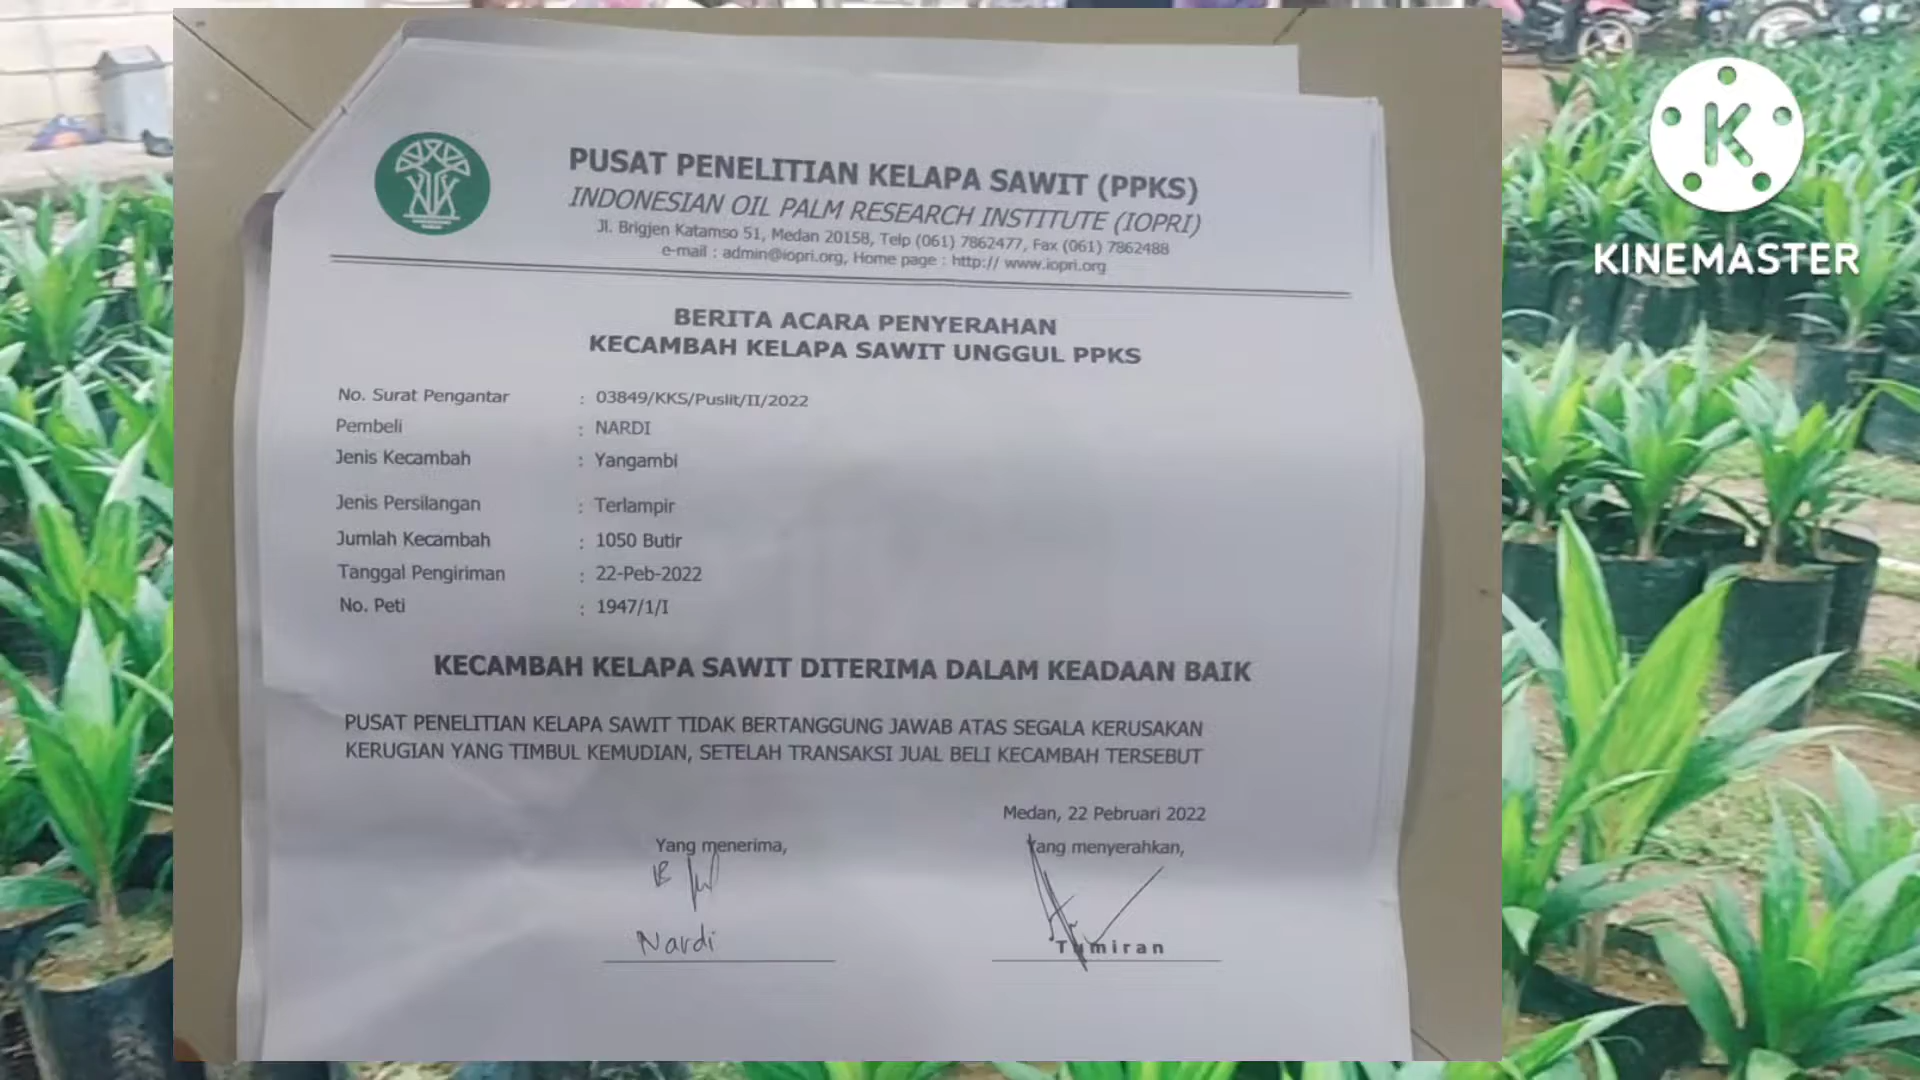 PUSAT PENELITIAN KELAPA SAWIT (PPKS)
INDONESIAN OIL PALM RESEARCH INSTITUTE (IOPRI)
Jl. Brigjen Katamso 51, Medan 20158, Telp (061) 7862477, Fax (061) 7862488
e-mail : admin@iopri.org, Home page : http:// www.iopri.org
K
KINEMASTER
BERITA ACARA PENYERAHAN
KECAMBAH KELAPA SAWIT UNGGUL PPKS
No. Surat Pengantar : 03849/KKS/Puslit/II/2022
Pembeli : NARDI
Jenis Kecambah : Yangambi
Jenis Persilangan : Terlampir
Jumlah Kecambah : 1050 Butir
Tanggal Pengiriman : 22-Peb-2022
No. Peti : 1947/1/I
KECAMBAH KELAPA SAWIT DITERIMA DALAM KEADAAN BAIK
PUSAT PENELITIAN KELAPA SAWIT TIDAK BERTANGGUNG JAWAB ATAS SEGALA KERUSAKAN
KERUGIAN YANG TIMBUL KEMUDIAN, SETELAH TRANSAKSI JUAL BELI KECAMBAH TERSEBUT
Medan, 22 Pebruari 2022
Yang menerima,
Yang menyerahkan,
Nardi
Tumiran